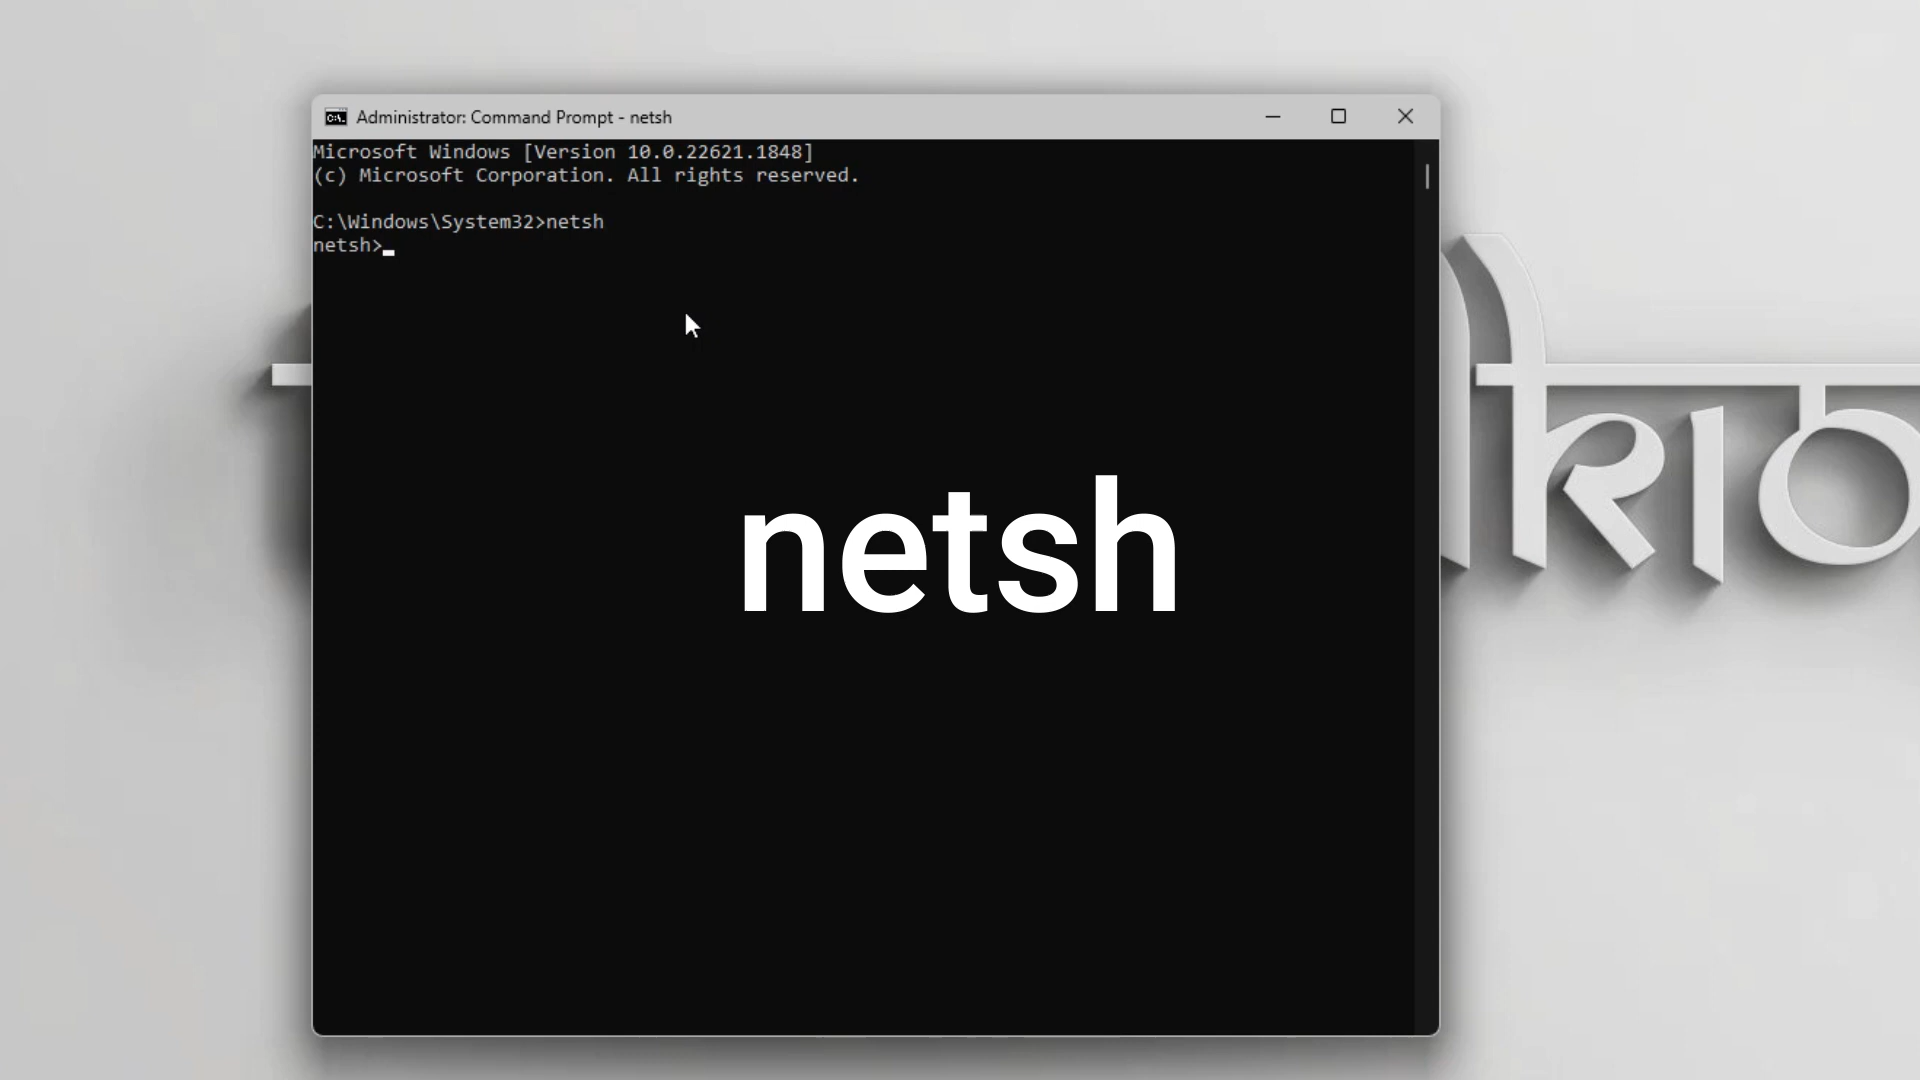 Administrator: Command Prompt - netsh
Microsoft Windows [Version 10.0.22621.1848]
(c) Microsoft Corporation. All rights reserved.
C:\Windows\System32>netsh
netsh>
netsh